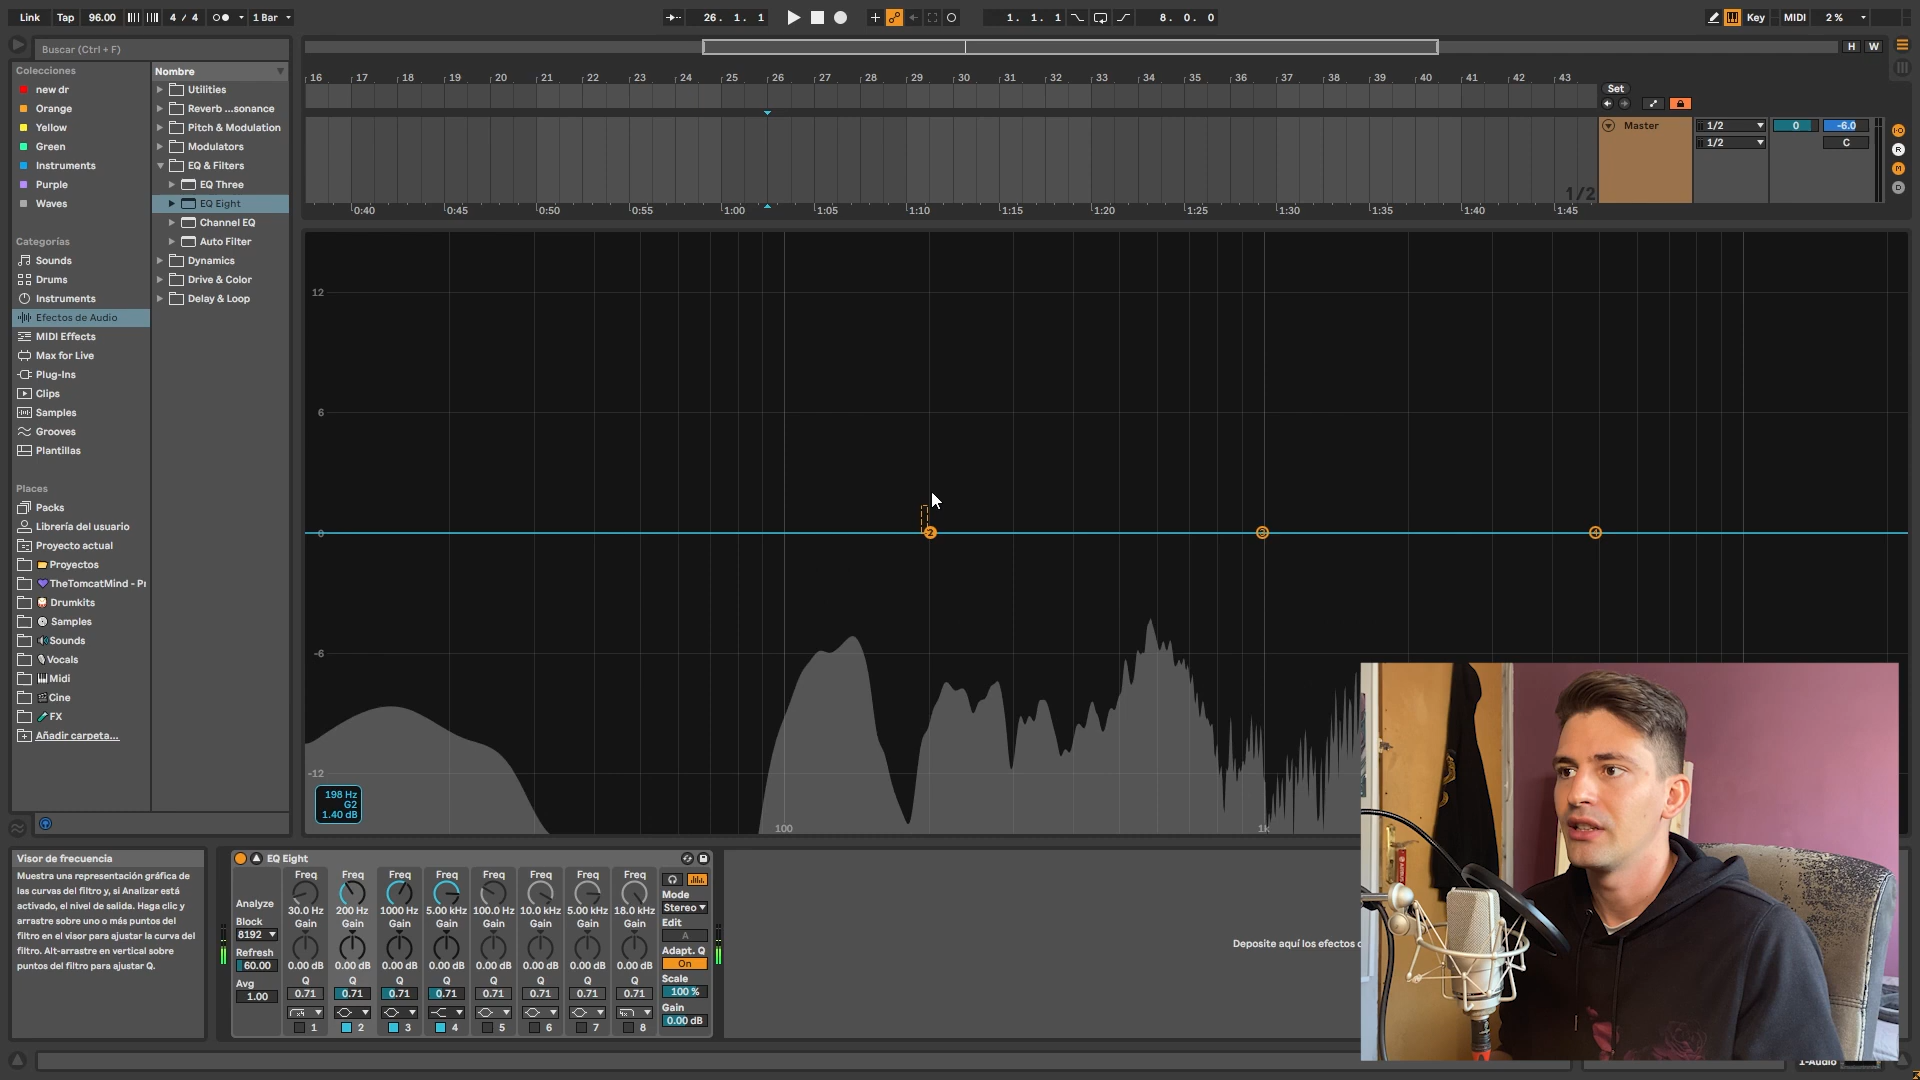 Link Tap 96.00 4 / 4 1 Bar
26. 1. 1
1. 1. 1
8. 0. 0
Key MIDI 2 %
Buscar (Ctrl + F)
H W
Colecciones
new dr
Orange
Yellow
Green
Instruments
Purple
Waves
Categorías
Sounds
Drums
Instruments
Efectos de Audio
MIDI Effects
Max for Live
Plug-Ins
Clips
Samples
Grooves
Plantillas
Places
Packs
Librería del usuario
Proyecto actual
Proyectos
TheTomcatMind - Pr
Drumkits
Samples
Sounds
Vocals
Midi
Cine
FX
Añadir carpeta...
Nombre
Utilities
Reverb ...sonance
Pitch & Modulation
Modulators
EQ & Filters
EQ Three
EQ Eight
Channel EQ
Auto Filter
Dynamics
Drive & Color
Delay & Loop
16 17 18 19 20 21 22 23 24 25 26 27 28 29 30 31 32 33 34 35 36 37 38 39 40 41 42 43
Set
Master
1/2
1/2
0 -6.0
C
I·O
R
M
D
1/2
0:40 0:45 0:50 0:55 1:00 1:05 1:10 1:15 1:20 1:25 1:30 1:35 1:40 1:45
12
6
0
-6
-12
2 3 4
198 Hz
G2
1.40 dB
100 1k
Visor de frecuencia
Muestra una representación gráfica de
las curvas del filtro y, si Analizar está
activado, el nivel de salida. Haga clic y
arrastre sobre uno o más puntos del
filtro en el visor para ajustar la curva del
filtro. Alt-arrastre en vertical sobre
puntos del filtro para ajustar Q.
EQ Eight
Analyze
Block
8192
Refresh
60.00
Avg
1.00
Freq Freq Freq Freq Freq Freq Freq Freq
30.0 Hz 200 Hz 1000 Hz 5.00 kHz 100.0 Hz 10.0 kHz 5.00 kHz 18.0 kHz
Gain Gain Gain Gain Gain Gain Gain Gain
0.00 dB 0.00 dB 0.00 dB 0.00 dB 0.00 dB 0.00 dB 0.00 dB 0.00 dB
Q Q Q Q Q Q Q Q
0.71 0.71 0.71 0.71 0.71 0.71 0.71 0.71
1 2 3 4 5 6 7 8
Mode
Stereo
Edit
A
Adapt. Q
On
Scale
100 %
Gain
0.00 dB
Deposite aquí los efectos
1-Audio